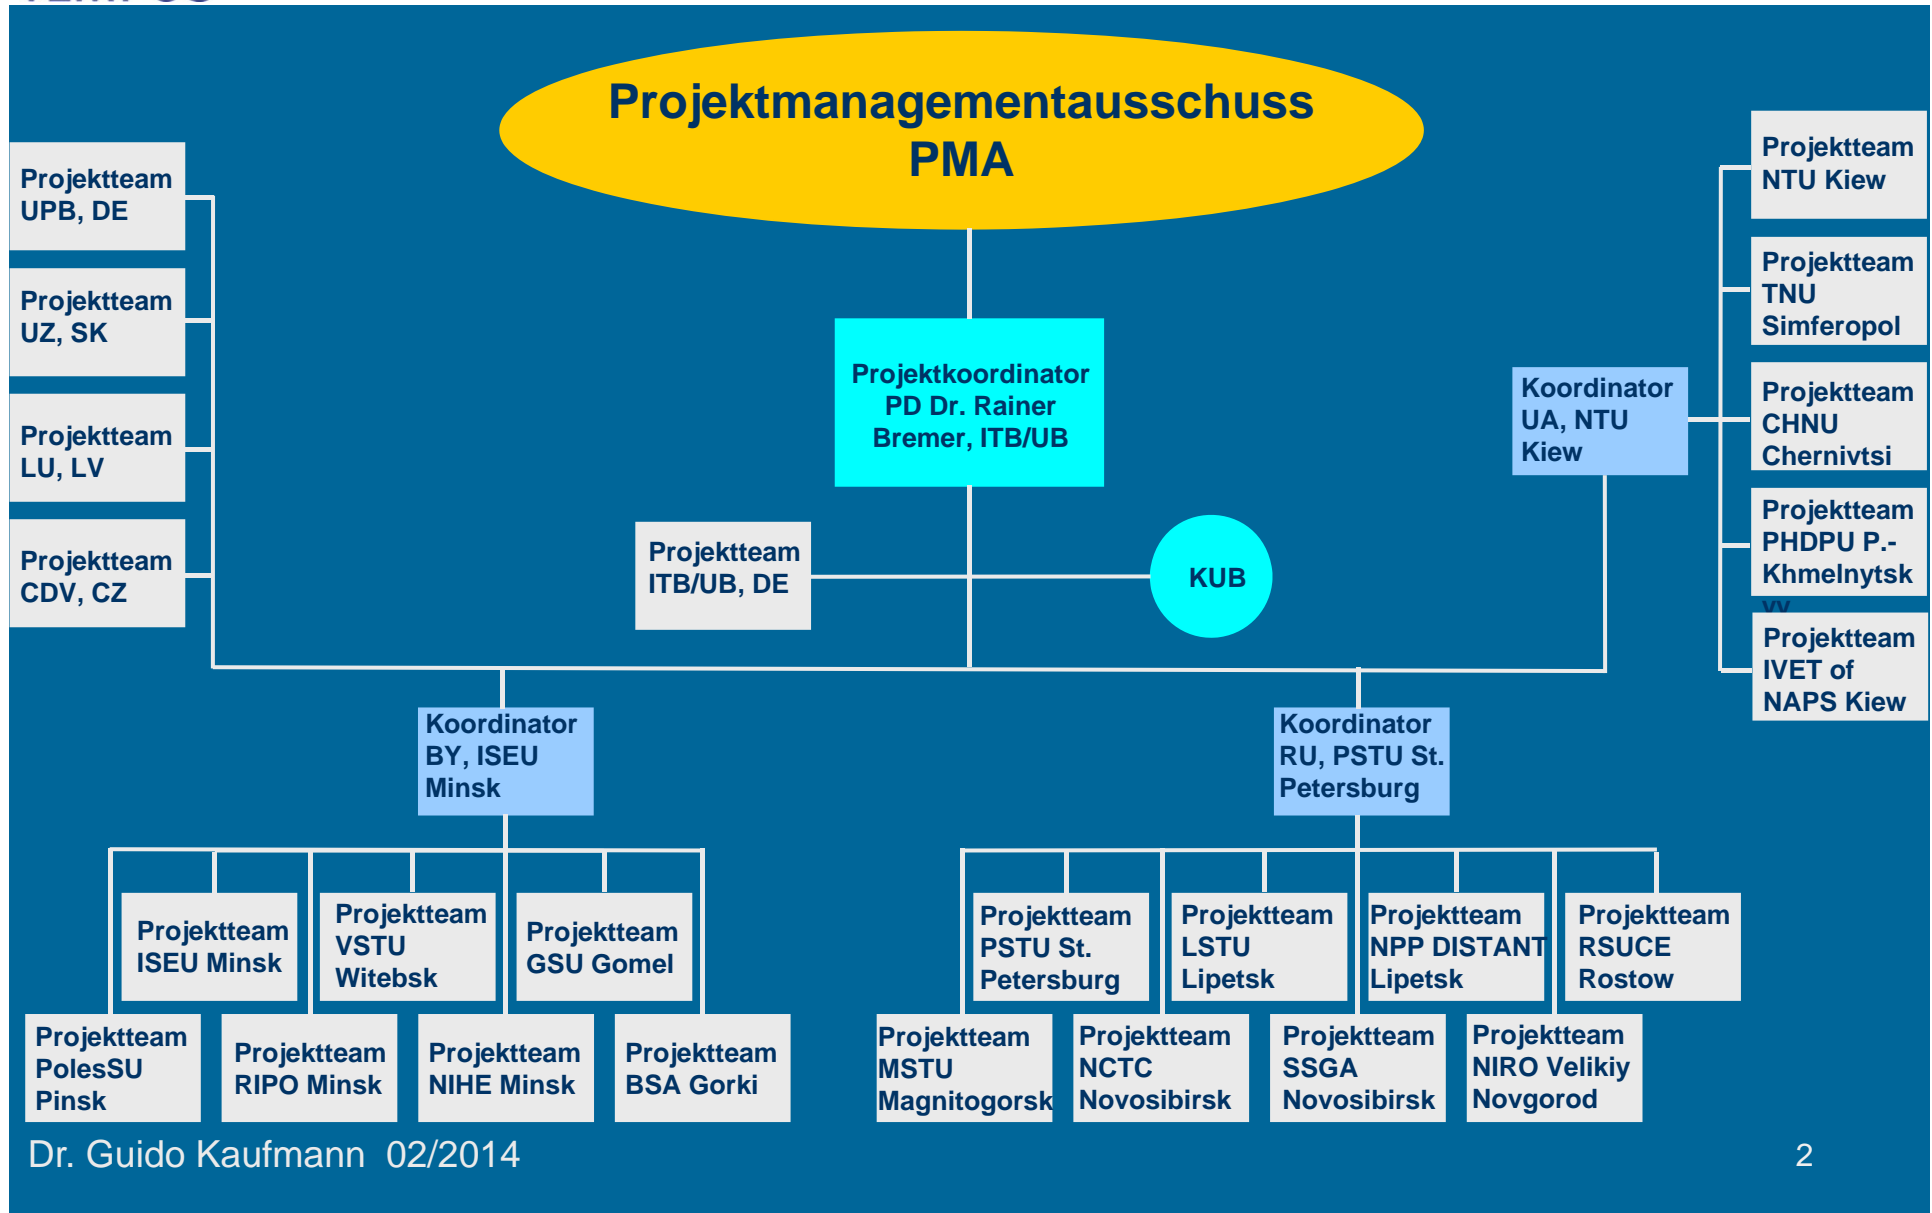 Projektmanagementausschuss
PMA
Projektteam
UPB, DE
Projektteam
UZ, SK
Projektteam
LU, LV
Projektteam
CDV, CZ
Projektkoordinator
PD Dr. Rainer
Bremer, ITB/UB
Projektteam
ITB/UB, DE
KUB
Koordinator
UA, NTU
Kiew
Projektteam
NTU Kiew
Projektteam
TNU
Simferopol
Projektteam
CHNU
Chernivtsi
Projektteam
PHDPU P.-
Khmelnytsk
yy
Projektteam
IVET of
NAPS Kiew
Koordinator
BY, ISEU
Minsk
Koordinator
RU, PSTU St.
Petersburg
Projektteam
ISEU Minsk
Projektteam
VSTU
Witebsk
Projektteam
GSU Gomel
Projektteam
PolesSU
Pinsk
Projektteam
RIPO Minsk
Projektteam
NIHE Minsk
Projektteam
BSA Gorki
Projektteam
PSTU St.
Petersburg
Projektteam
LSTU
Lipetsk
Projektteam
NPP DISTANT
Lipetsk
Projektteam
RSUCE
Rostow
Projektteam
MSTU
Magnitogorsk
Projektteam
NCTC
Novosibirsk
Projektteam
SSGA
Novosibirsk
Projektteam
NIRO Velikiy
Novgorod
Dr. Guido Kaufmann 02/2014
2